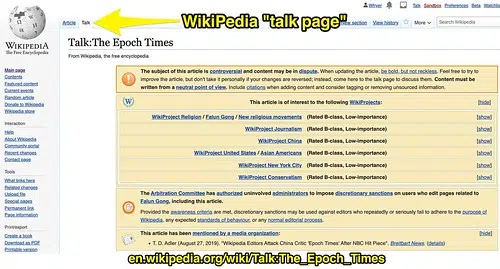 WikiPedia "talk page"
WIKIPEDIA
The Free Encyclopedia
Article Talk
View history
Talk:The Epoch Times
From Wikipedia, the free encyclopedia
Main page
Contents
Featured content
Current events
Random article
Donate to Wikipedia
Wikipedia store
Interaction
Help
About Wikipedia
Community portal
Recent changes
Contact page
Tools
What links here
Related changes
Upload file
Special pages
Permanent link
Page information
Print/export
Create a book
Download as PDF
Printable version
The subject of this article is controversial and content may be in dispute. When updating the article, be bold, but not reckless. Feel free to try to
improve the article, but don't take it personally if your changes are reversed; instead, come here to the talk page to discuss them. Content must be
written from a neutral point of view. Include citations when adding content and consider tagging or removing unsourced information.
This article is of interest to the following WikiProjects: [hide]
WikiProject Religion / Falun Gong / New religious movements (Rated B-class, Low-importance) [show]
WikiProject Journalism (Rated B-class, Low-importance) [show]
WikiProject China (Rated B-class, Low-importance) [show]
WikiProject United States / Asian Americans (Rated B-class, Low-importance) [show]
WikiProject New York City (Rated B-class, Low-importance) [show]
WikiProject Conservatism (Rated B-class, Low-importance) [show]
The Arbitration Committee has authorized uninvolved administrators to impose discretionary sanctions on users who edit pages related to
Falun Gong, including this article.
Provided the awareness criteria are met, discretionary sanctions may be used against editors who repeatedly or seriously fail to adhere to the purpose of
Wikipedia, any expected standards of behaviour, or any normal editorial process.
This article has been mentioned by a media organization: [hide]
• T. D. Adler (August 27, 2019). "Wikipedia Editors Attack China Critic 'Epoch Times' After NBC Hit Piece". Breitbart News (details)
en.wikipedia.org/wiki/Talk:The_Epoch_Times